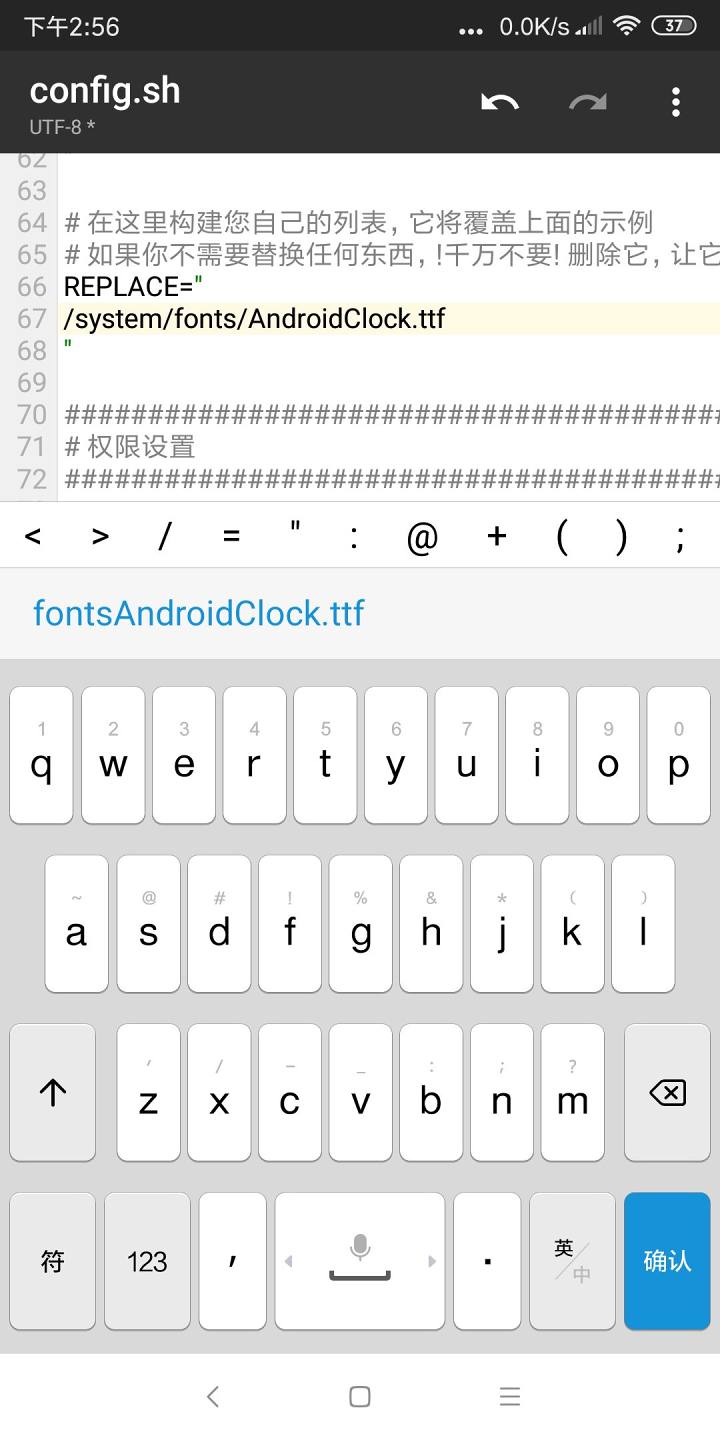 下午2:56
... 0.0K/s 37
config.sh
UTF-8 *
62
63
64 # 在这里构建您自己的列表，它将覆盖上面的示例
65 # 如果你不需要替换任何东西，!千万不要! 删除它，让它
66 REPLACE="
67 /system/fonts/AndroidClock.ttf
68 "
69
70 #######################################
71 # 权限设置
72 #######################################
< > / = " : @ + ( ) ;
fontsAndroidClock.ttf
1 2 3 4 5 6 7 8 9 0
q w e r t y u i o p
~ @ # ! % & * ( )
a s d f g h j k l
' / - _ : ; ?
z x c v b n m
符 123 , . 英/中 确认